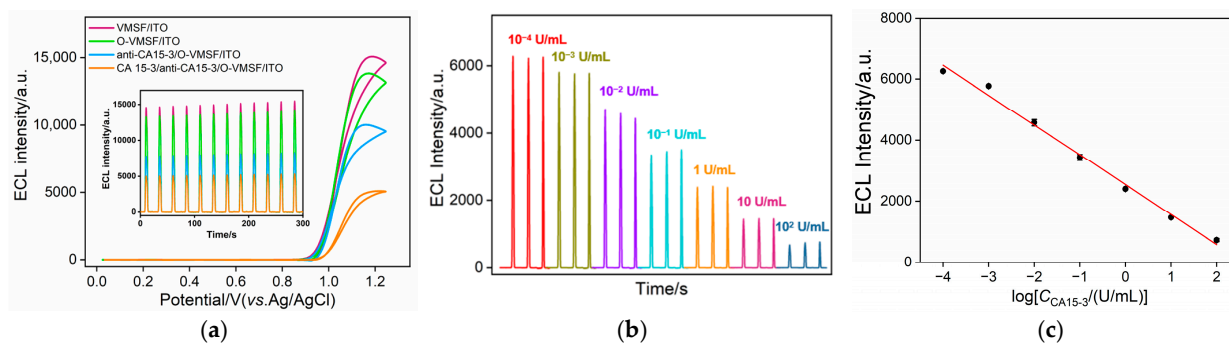 VMSF/ITO
O-VMSF/ITO
anti-CA15-3/O-VMSF/ITO
CA 15-3/anti-CA15-3/O-VMSF/ITO
ECL intensity/a.u.
15,000
10,000
5000
0
0.0 0.2 0.4 0.6 0.8 1.0 1.2
Potential/V(vs.Ag/AgCl)
ECL intensity/a.u.
15000
10000
5000
0
0 100 200 300
Time/s
(a)
ECL intensity/a.u.
6000
4000
2000
0
10⁻⁴ U/mL
10⁻³ U/mL
10⁻² U/mL
10⁻¹ U/mL
1 U/mL
10 U/mL
10² U/mL
Time/s
(b)
ECL Intensity/a.u.
8000
6000
4000
2000
0
−4 −3 −2 −1 0 1 2
log[C_CA15-3/(U/mL)]
(c)